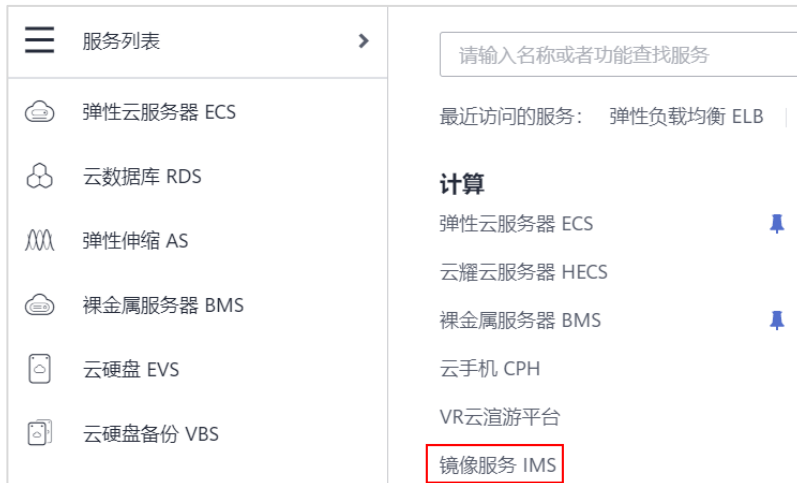 服务列表
弹性云服务器 ECS
云数据库 RDS
弹性伸缩 AS
裸金属服务器 BMS
云硬盘 EVS
云硬盘备份 VBS
请输入名称或者功能查找服务
最近访问的服务： 弹性负载均衡 ELB
计算
弹性云服务器 ECS
云耀云服务器 HECS
裸金属服务器 BMS
云手机 CPH
VR云渲游平台
镜像服务 IMS